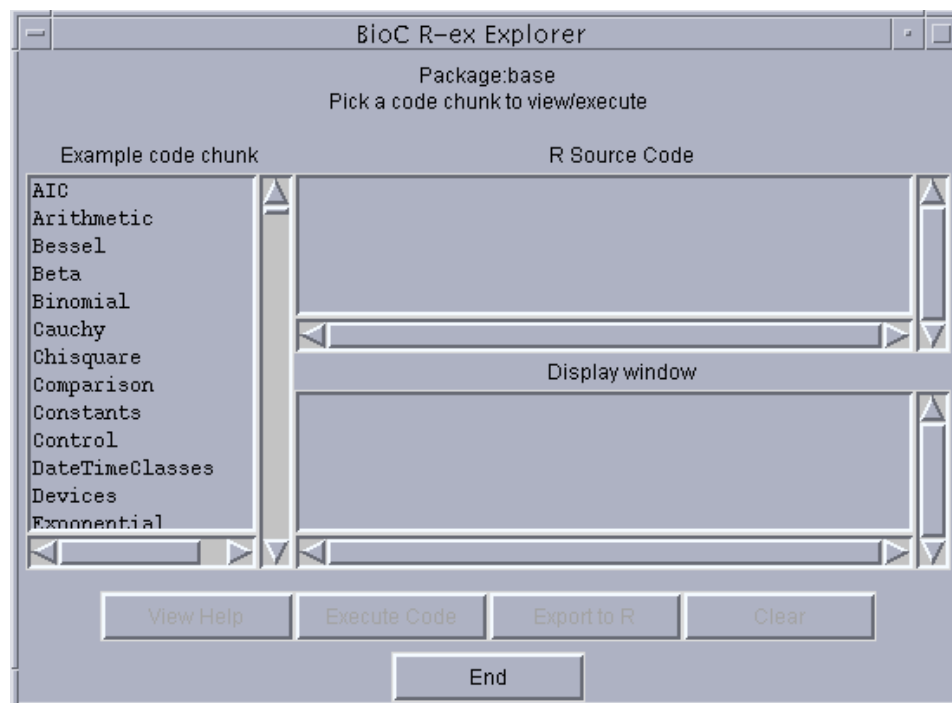 BioC R-ex Explorer
Package:base
Pick a code chunk to view/execute
Example code chunk
R Source Code
AIC
Arithmetic
Bessel
Beta
Binomial
Cauchy
Chisquare
Comparison
Constants
Control
DateTimeClasses
Devices
Exponential
Display window
View Help
Execute Code
Export to R
Clear
End